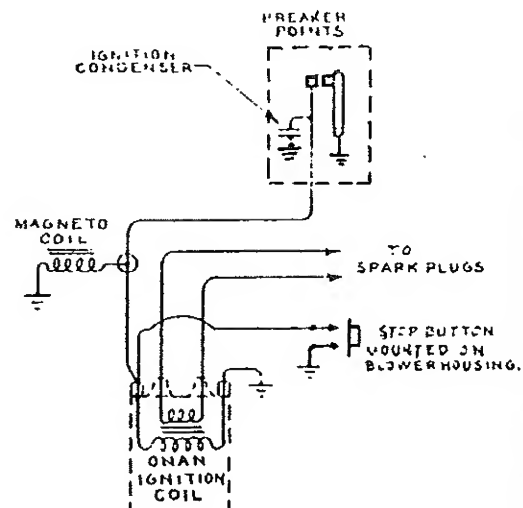 BREAKER
POINTS
IGNITION
CONDENSER
MAGNETO
COIL
TO
SPARK PLUGS
STOP BUTTON
MOUNTED ON
BLOWER HOUSING.
ONAN
IGNITION
COIL